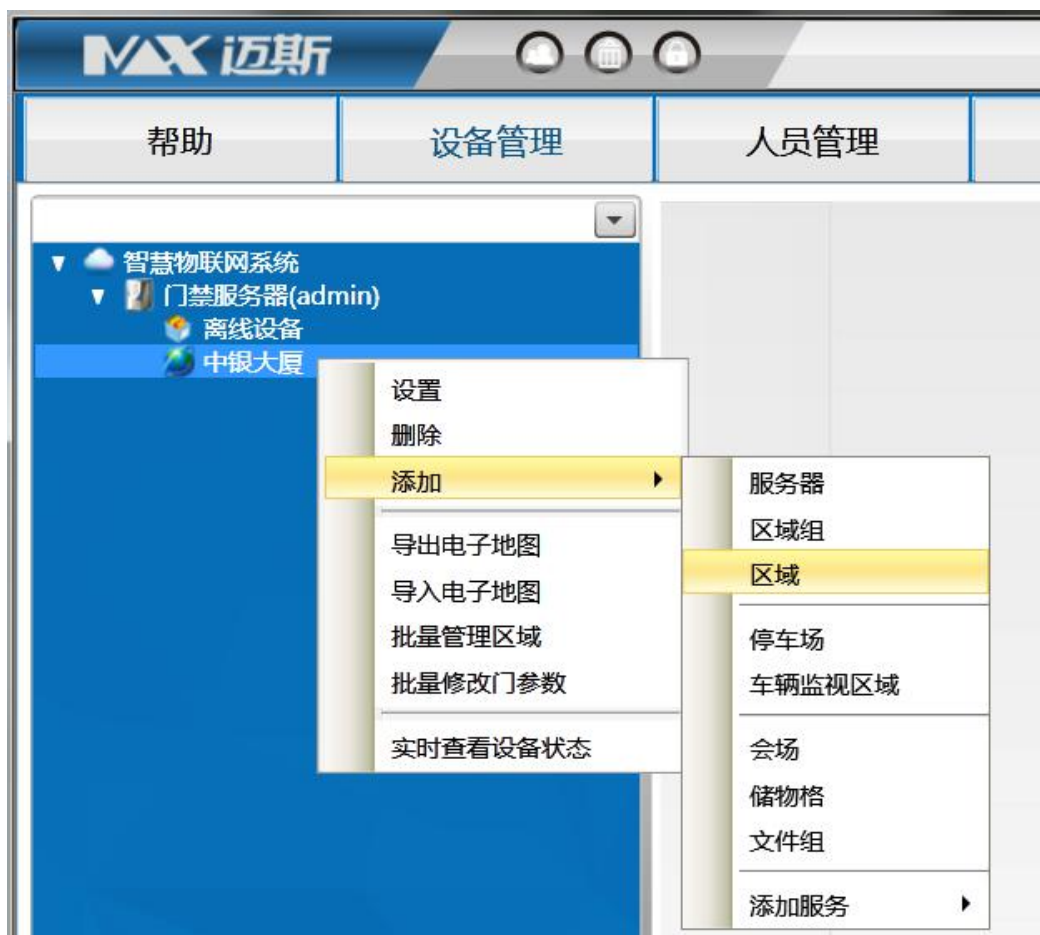 MAX 迈斯
帮助 设备管理 人员管理
智慧物联网系统
门禁服务器(admin)
离线设备
中银大厦
设置
删除
添加
导出电子地图
导入电子地图
批量管理区域
批量修改门参数
实时查看设备状态
服务器
区域组
区域
停车场
车辆监视区域
会场
储物格
文件组
添加服务